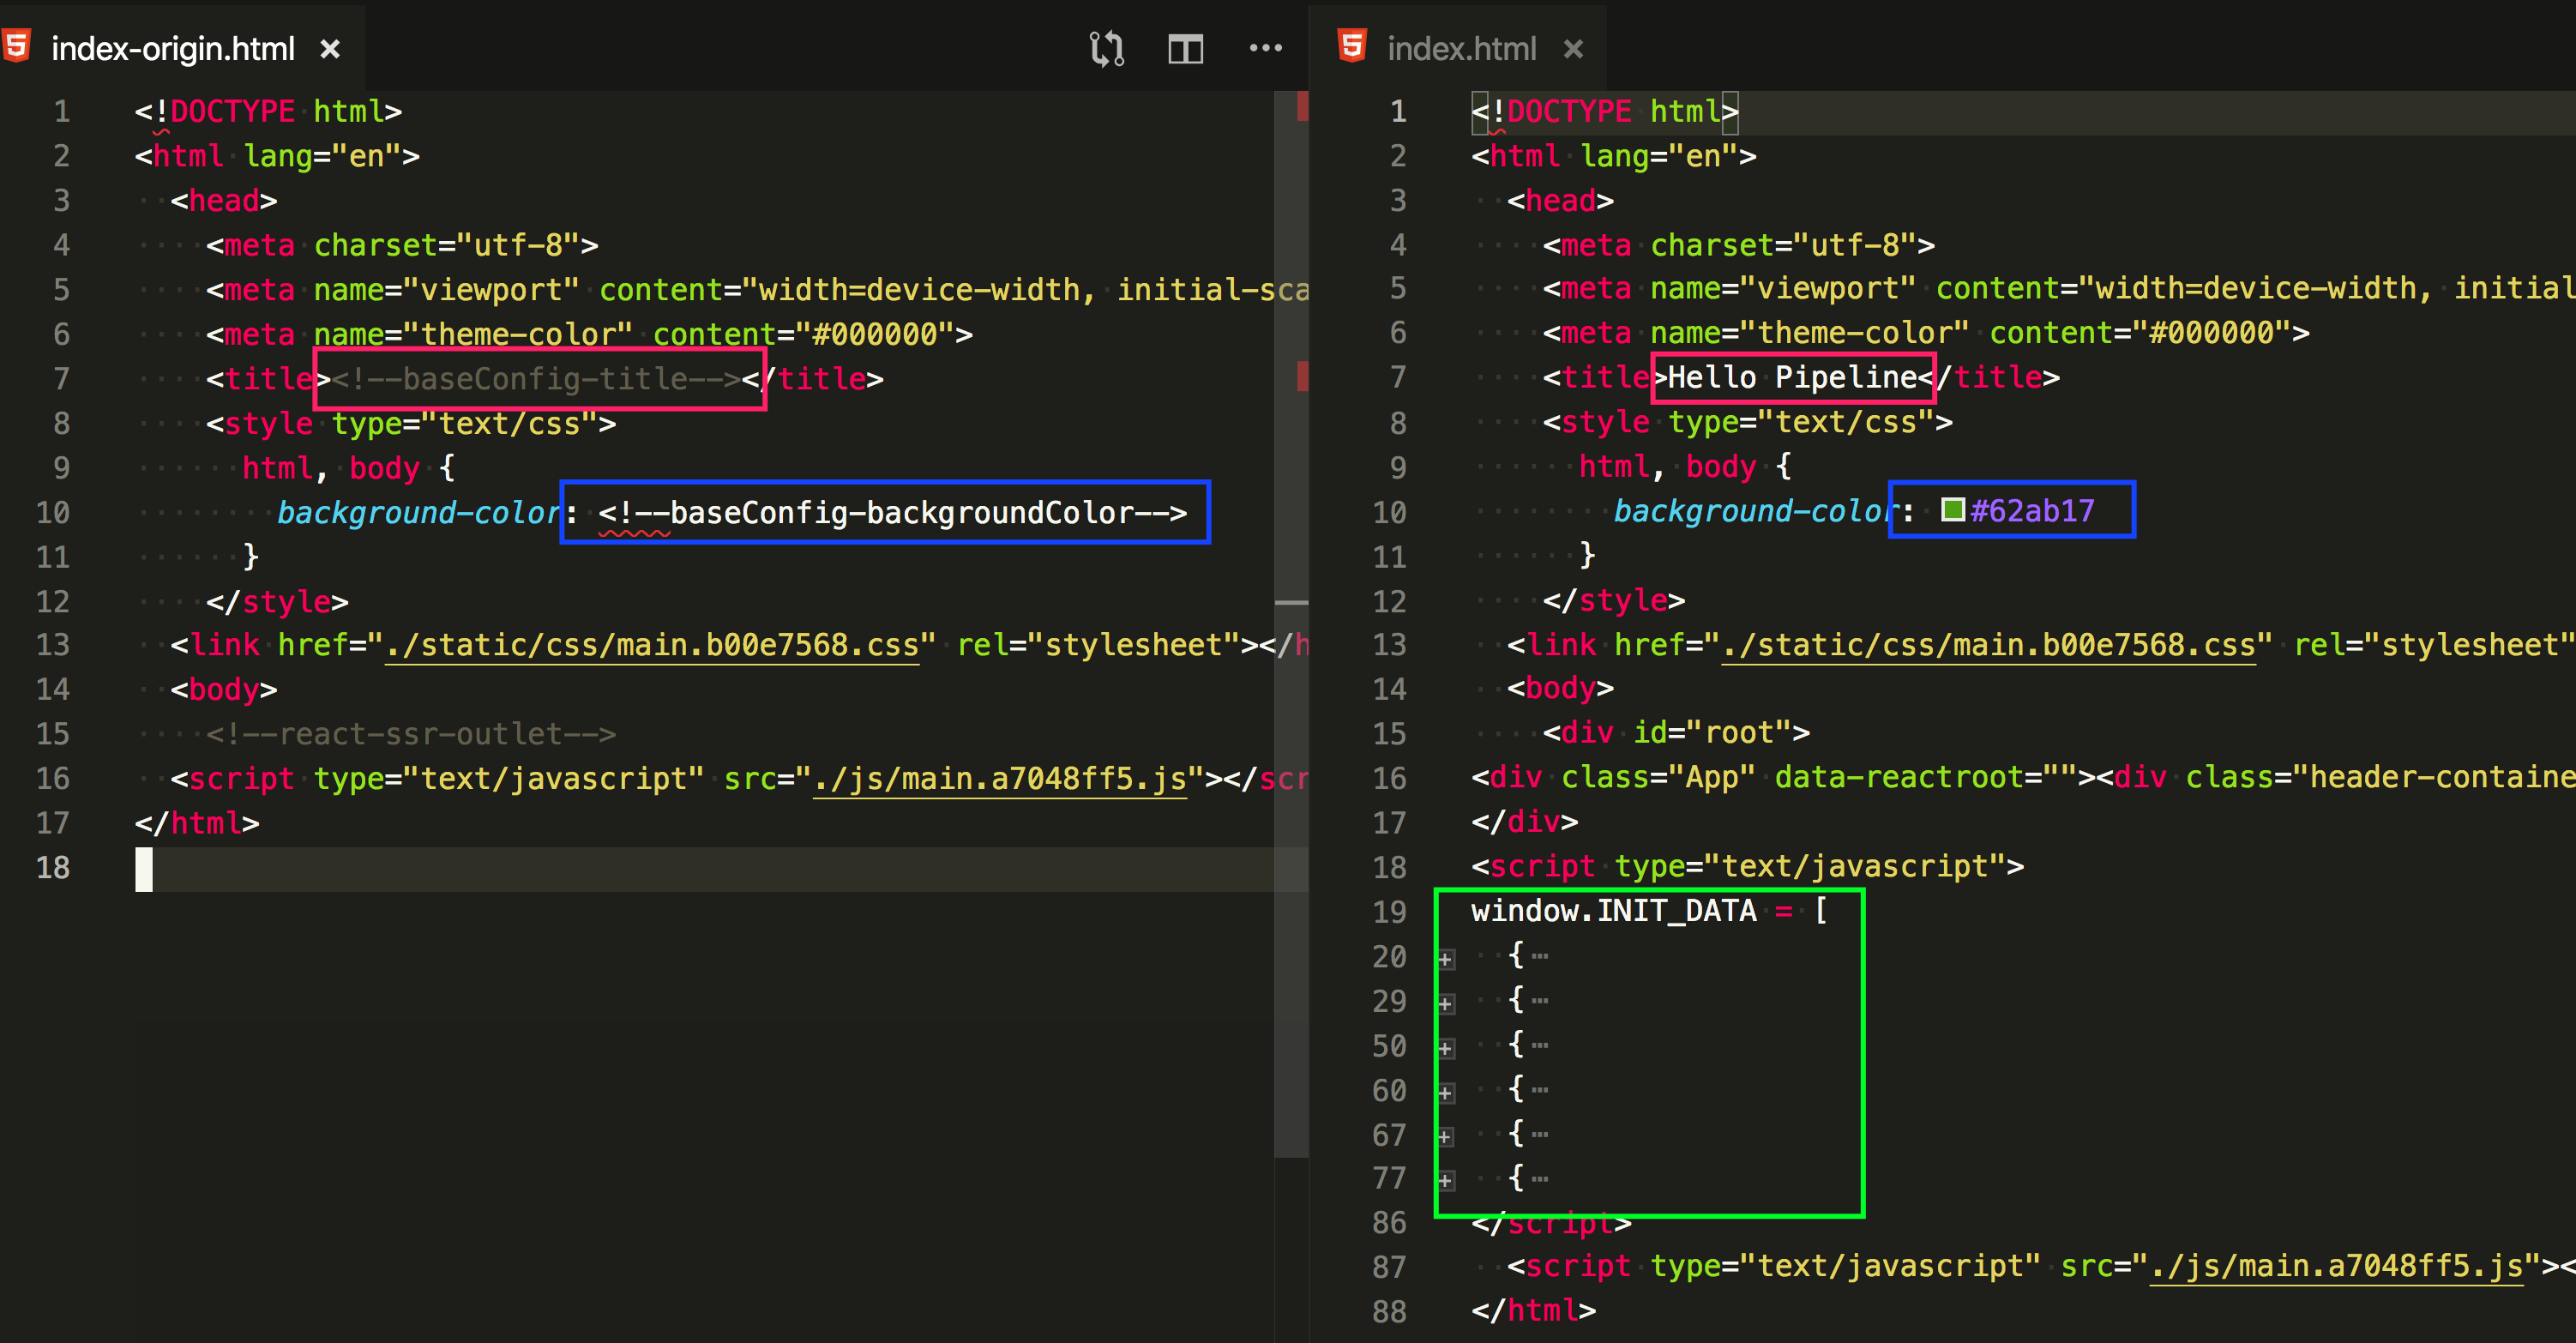 index-origin.html ×
1 <!DOCTYPE html>
2 <html lang="en">
3 <head>
4 <meta charset="utf-8">
5 <meta name="viewport" content="width=device-width, initial-sca
6 <meta name="theme-color" content="#000000">
7 <title><!--baseConfig-title--></title>
8 <style type="text/css">
9 html, body {
10 background-color: <!--baseConfig-backgroundColor-->
11 }
12 </style>
13 <link href="./static/css/main.b00e7568.css" rel="stylesheet"></h
14 <body>
15 <!--react-ssr-outlet-->
16 <script type="text/javascript" src="./js/main.a7048ff5.js"></scr
17 </html>
18
index.html ×
1 <!DOCTYPE html>
2 <html lang="en">
3 <head>
4 <meta charset="utf-8">
5 <meta name="viewport" content="width=device-width, initial
6 <meta name="theme-color" content="#000000">
7 <title>Hello Pipeline</title>
8 <style type="text/css">
9 html, body {
10 background-color: #62ab17
11 }
12 </style>
13 <link href="./static/css/main.b00e7568.css" rel="stylesheet"
14 <body>
15 <div id="root">
16 <div class="App" data-reactroot=""><div class="header-containe
17 </div>
18 <script type="text/javascript">
19 window.INIT_DATA = [
20 {…
29 {…
50 {…
60 {…
67 {…
77 {…
86 </script>
87 <script type="text/javascript" src="./js/main.a7048ff5.js"><
88 </html>